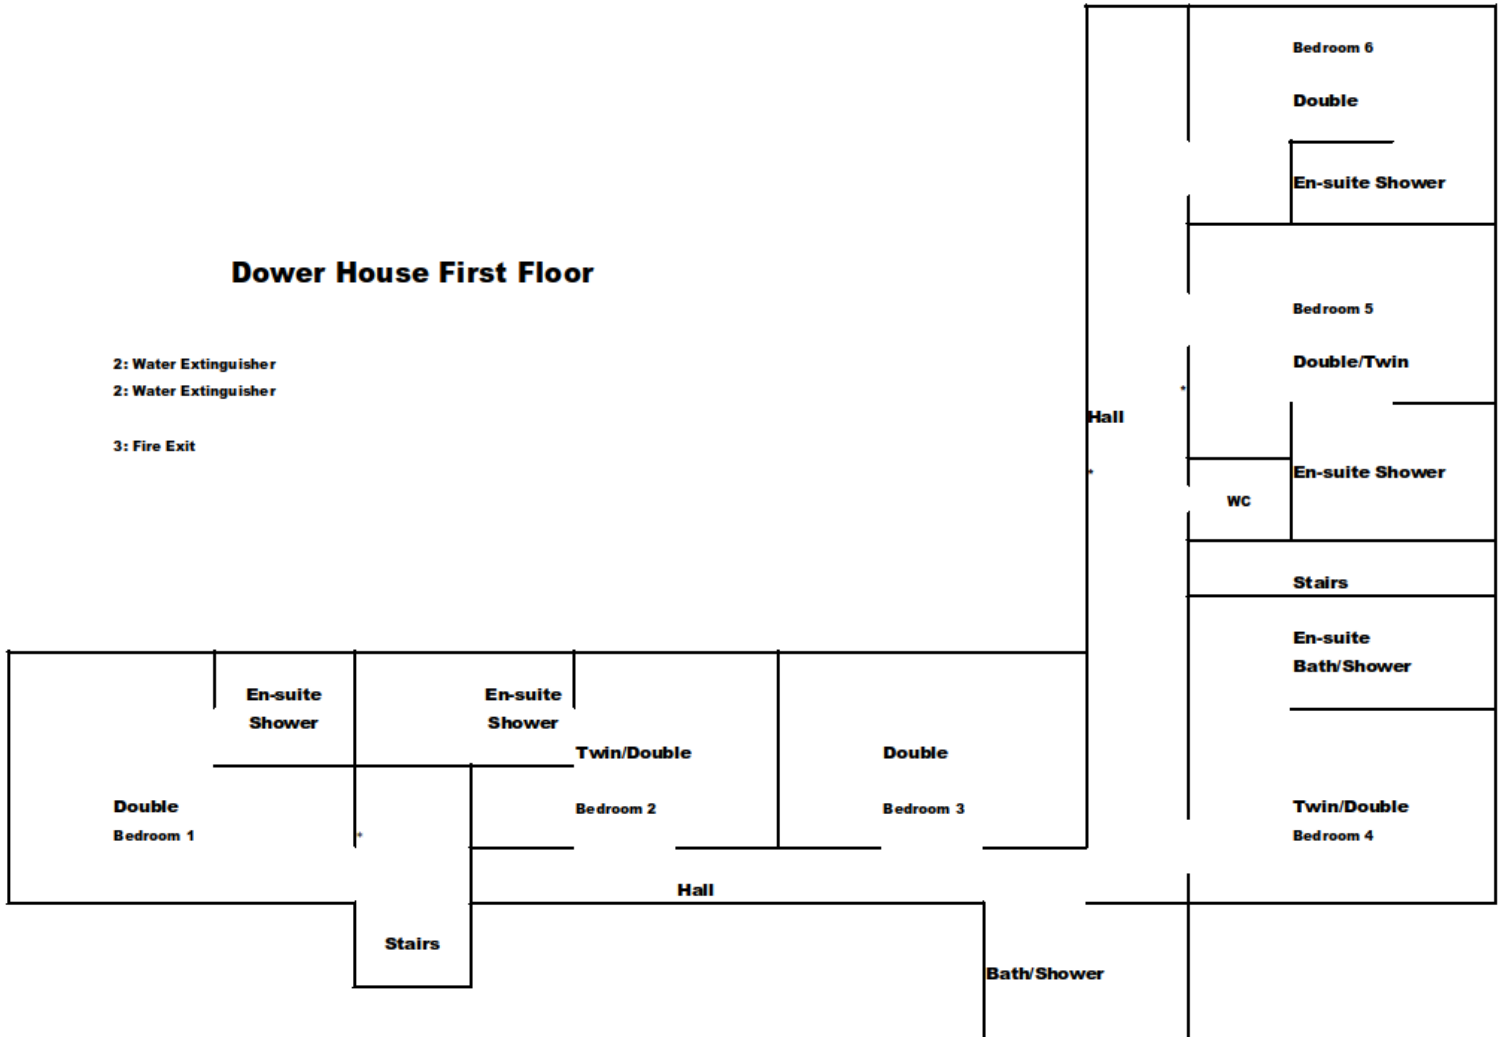 Bedroom 6
Double
En-suite Shower
Dower House First Floor
2: Water Extinguisher
2: Water Extinguisher
3: Fire Exit
Bedroom 5
Double/Twin
*
Hall
*
En-suite Shower
WC
Stairs
En-suite
Bath/Shower
En-suite
Shower
En-suite
Shower
Twin/Double
Bedroom 2
Double
Bedroom 3
Double
Bedroom 1
*
Twin/Double
Bedroom 4
Hall
Stairs
Bath/Shower